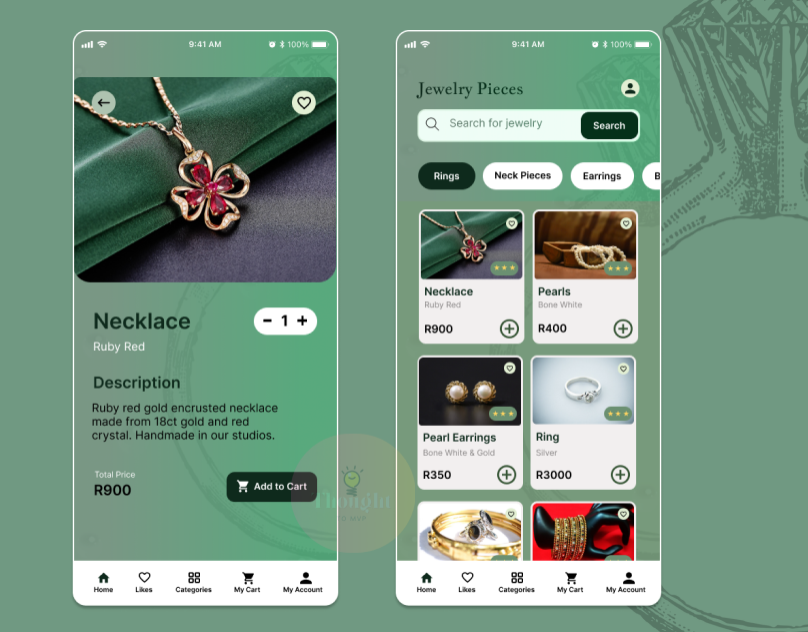 9:41 AM
100%
Necklace
- 1 +
Ruby Red
Description
Ruby red gold encrusted necklace
made from 18ct gold and red
crystal. Handmade in our studios.
Total Price
R900
Add to Cart
Home
Likes
Categories
My Cart
My Account
9:41 AM
100%
Jewelry Pieces
Search for jewelry
Search
Rings
Neck Pieces
Earrings
B
Necklace
Ruby Red
R900
Pearls
Bone White
R400
Pearl Earrings
Bone White & Gold
R350
Ring
Silver
R3000
Home
Likes
Categories
My Cart
My Account